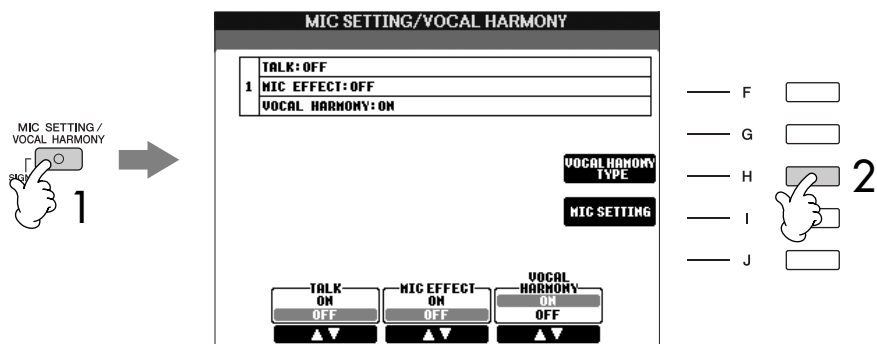 MIC SETTING/VOCAL HARMONY
TALK:OFF
1 MIC EFFECT:OFF
VOCAL HARMONY:ON
MIC SETTING /
VOCAL HARMONY
1
VOCAL HAMONY
TYPE
MIC SETTING
F
G
H
2
I
J
TALK
ON
OFF
MIC EFFECT
ON
OFF
VOCAL
HARMONY
ON
OFF